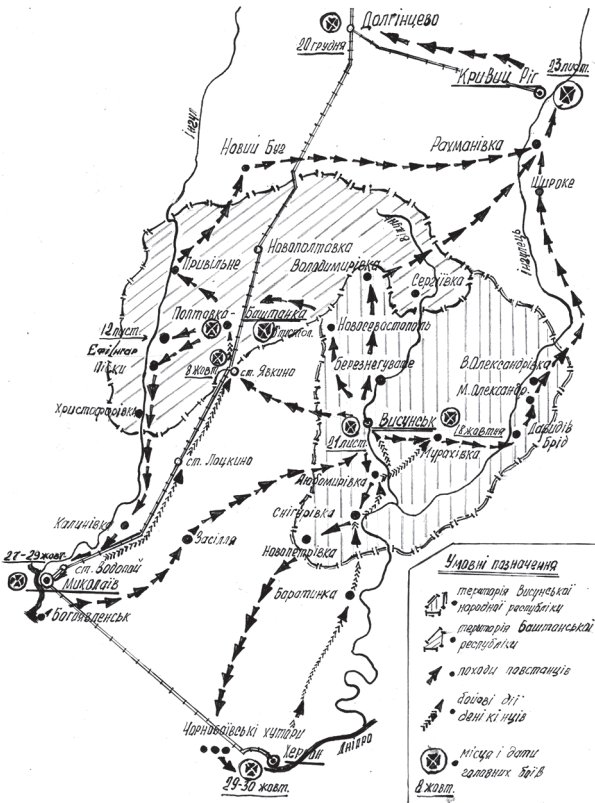 Долгінцево
20 грудня
Кривий Ріг
23 лист.
Інгул
Новий Буг
Рахманівка
Широке
Інгулець
Новополтавка
Привільне
Володимирівка
Сергіївка
Полтавка
Баштанка
12 лист.
Ефінгар
Піски
8 жовт.
ст. Явкина
Новосевастополь
Березнегувате
В.Олександрівка
М.Олександр.
Христофорівка
Висунськ
21 лист.
18 жовтня
Давидів
Брід
Мурахівка
ст. Лоцкино
Любомирівка
Снігурівка
Калинівка
Засілля
Новопетрівка
27-29 жовт.
ст. Водопой
Миколаїв
Богоявленськ
Баратинка
Чорнобаївські хутори
Херсон
Дніпро
29-30 жовт.
Умовні позначення
територія Висунської
народної республіки
територія Баштанської
республіки
походи повстанців
бойові дії
денікінців
місця і дати
головних боїв
8 жовт.